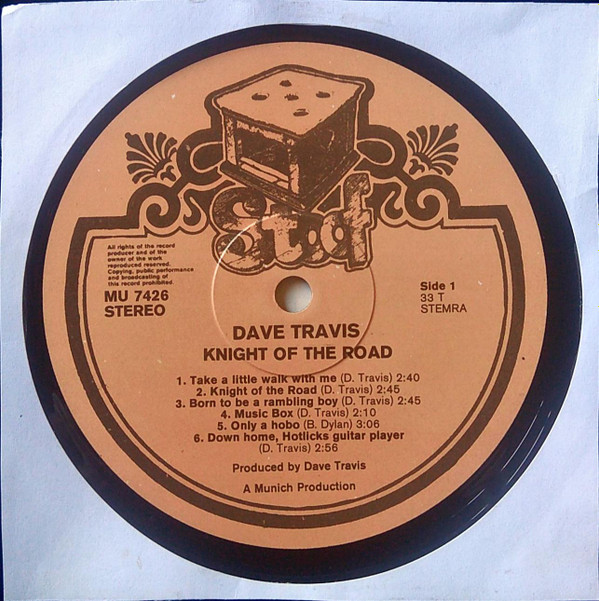 Stoof
All rights of the record
producer and of the
owner of the work
reproduced reserved.
Copying, public performance
and broadcasting of
this record prohibited.
MU 7426
STEREO
Side 1
33 T
STEMRA
DAVE TRAVIS
KNIGHT OF THE ROAD
1. Take a little walk with me (D. Travis) 2:40
2. Knight of the Road (D. Travis) 2:45
3. Born to be a rambling boy (D. Travis) 2:45
4. Music Box (D. Travis) 2:10
5. Only a hobo (B. Dylan) 3:06
6. Down home, Hotlicks guitar player
(D. Travis) 2:56
Produced by Dave Travis
A Munich Production